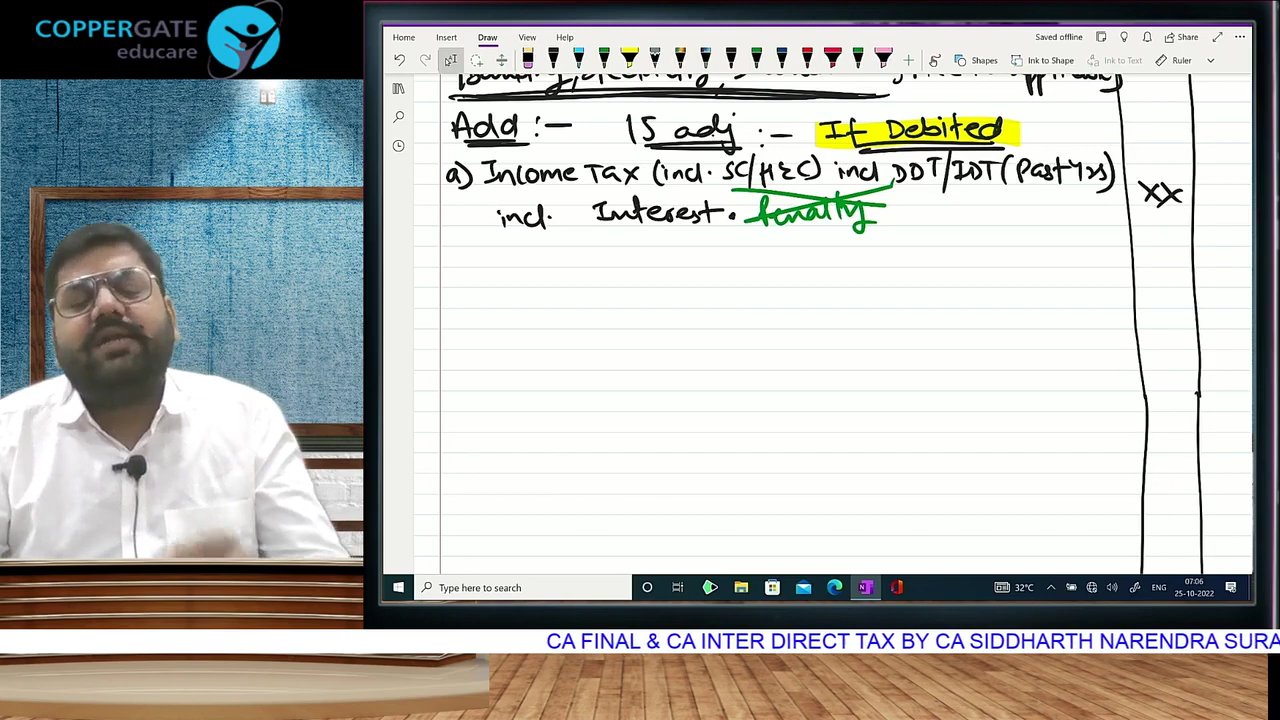 COPPERGATE
educare
Home Insert Draw View Help
Saved offline
Share
Shapes
Ink to Shape
Ink to Text
Ruler
Add :- 15 adj :- If Debited
a) Income Tax (incl. SC/HEC) incl DDT/IDT (Past Yrs)
incl. Interest. Penalty
XX
Type here to search
32°C
ENG
07:06
25-10-2022
CA FINAL & CA INTER DIRECT TAX BY CA SIDDHARTH NARENDRA SURA